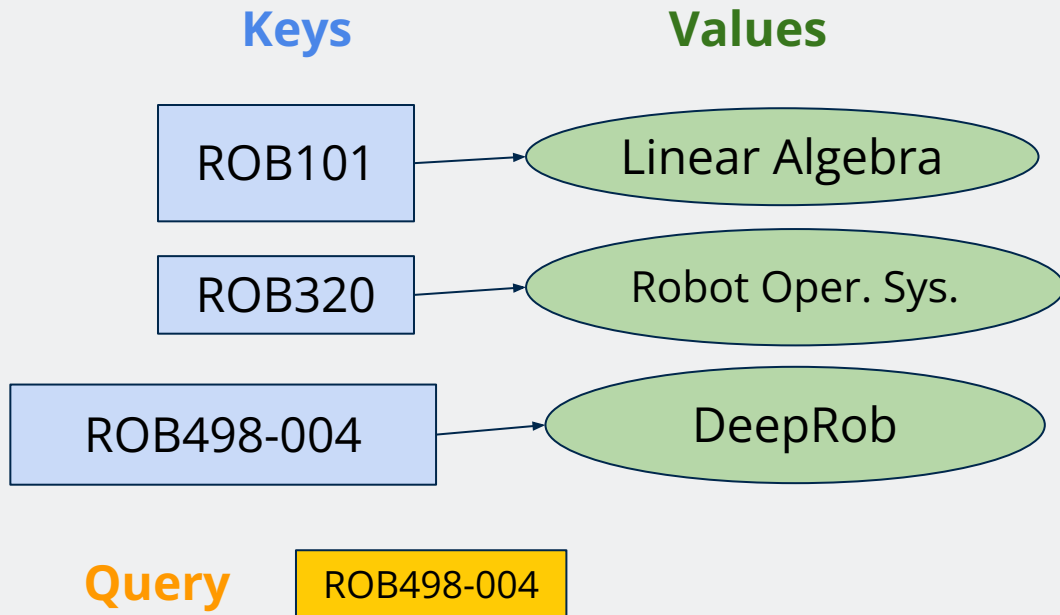 Keys Values
ROB101 Linear Algebra
ROB320 Robot Oper. Sys.
ROB498-004 DeepRob
Query ROB498-004